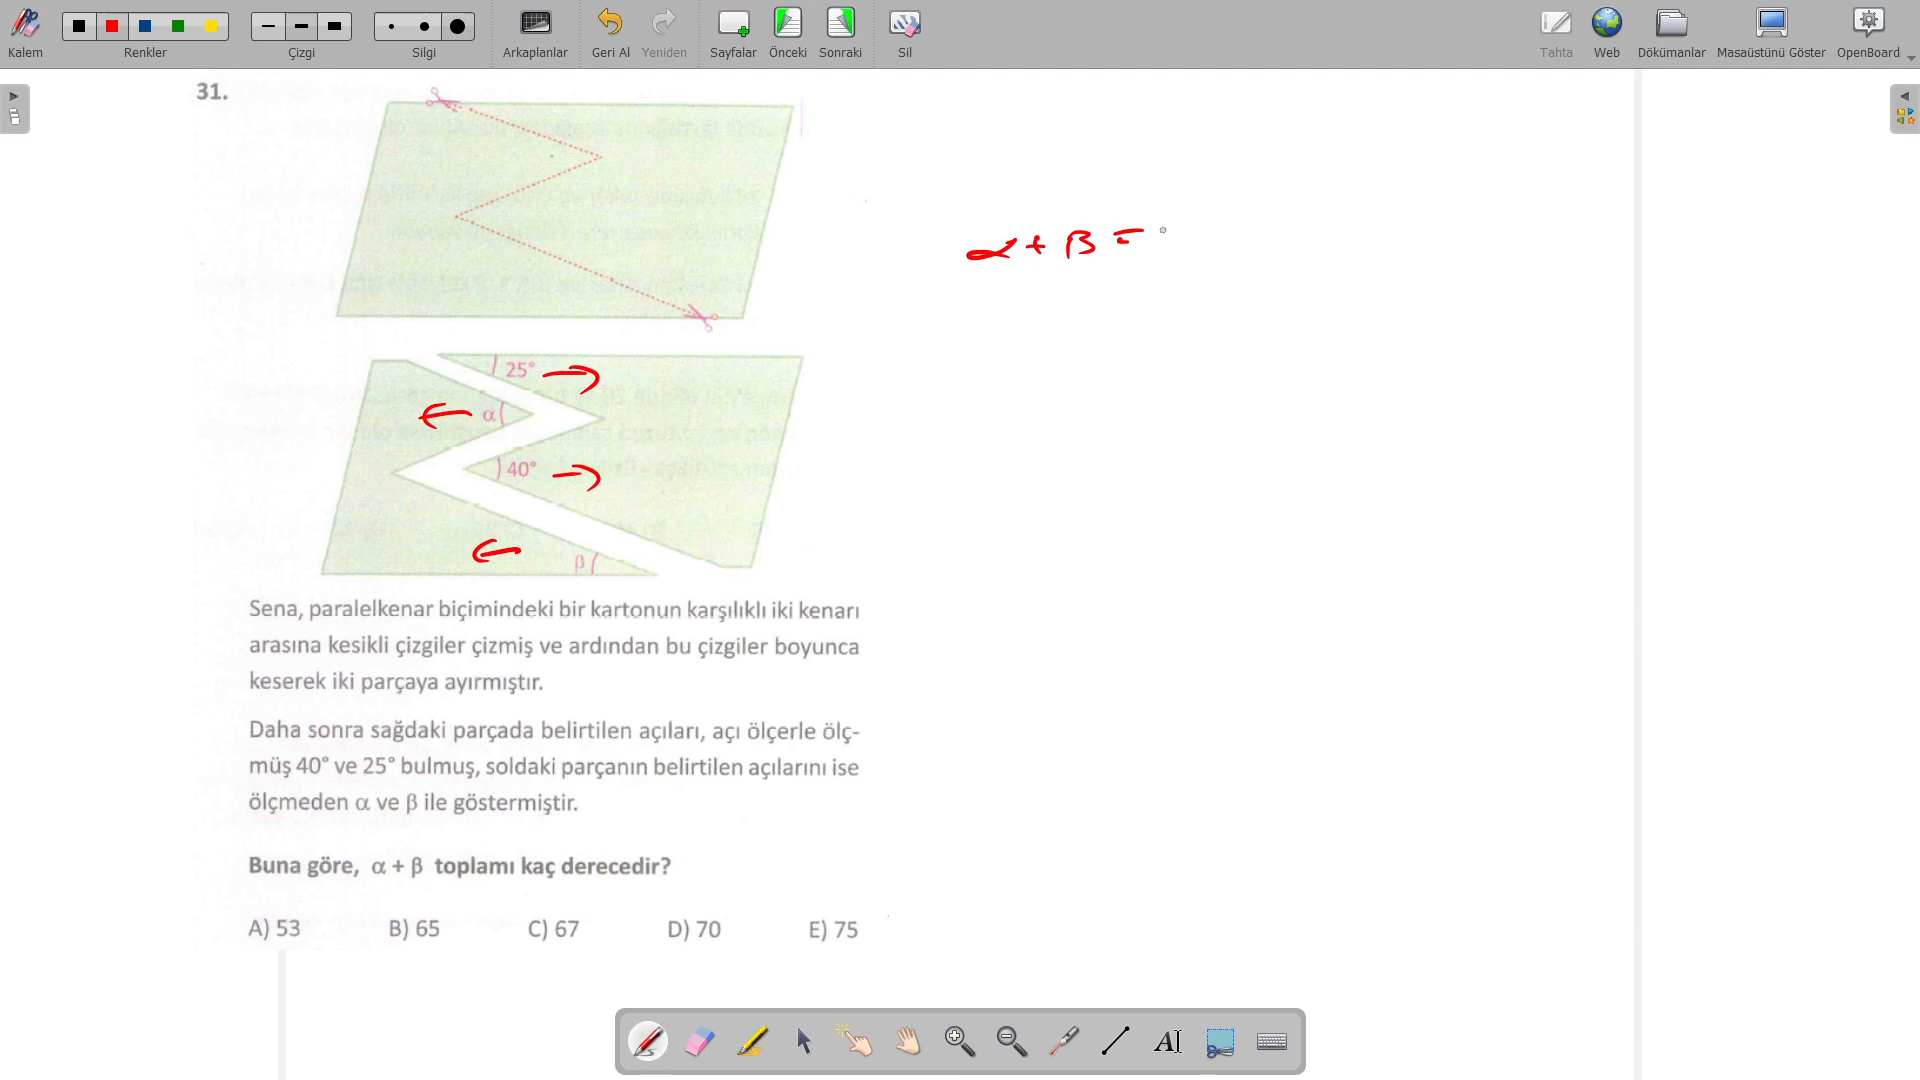 Kalem
Renkler
Çizgi
Silgi
Arkaplanlar
Geri Al
Yeniden
Sayfalar
Önceki
Sonraki
Sil
Tahta
Web
Dökümanlar
Masaüstünü Göster
OpenBoard
31.
α + β =
25°
α
40°
β
Sena, paralelkenar biçimindeki bir kartonun karşılıklı iki kenarı
arasına kesikli çizgiler çizmiş ve ardından bu çizgiler boyunca
keserek iki parçaya ayırmıştır.
Daha sonra sağdaki parçada belirtilen açıları, açı ölçerle ölç-
müş 40° ve 25° bulmuş, soldaki parçanın belirtilen açılarını ise
ölçmeden α ve β ile göstermiştir.
Buna göre, α + β toplamı kaç derecedir?
A) 53 B) 65 C) 67 D) 70 E) 75